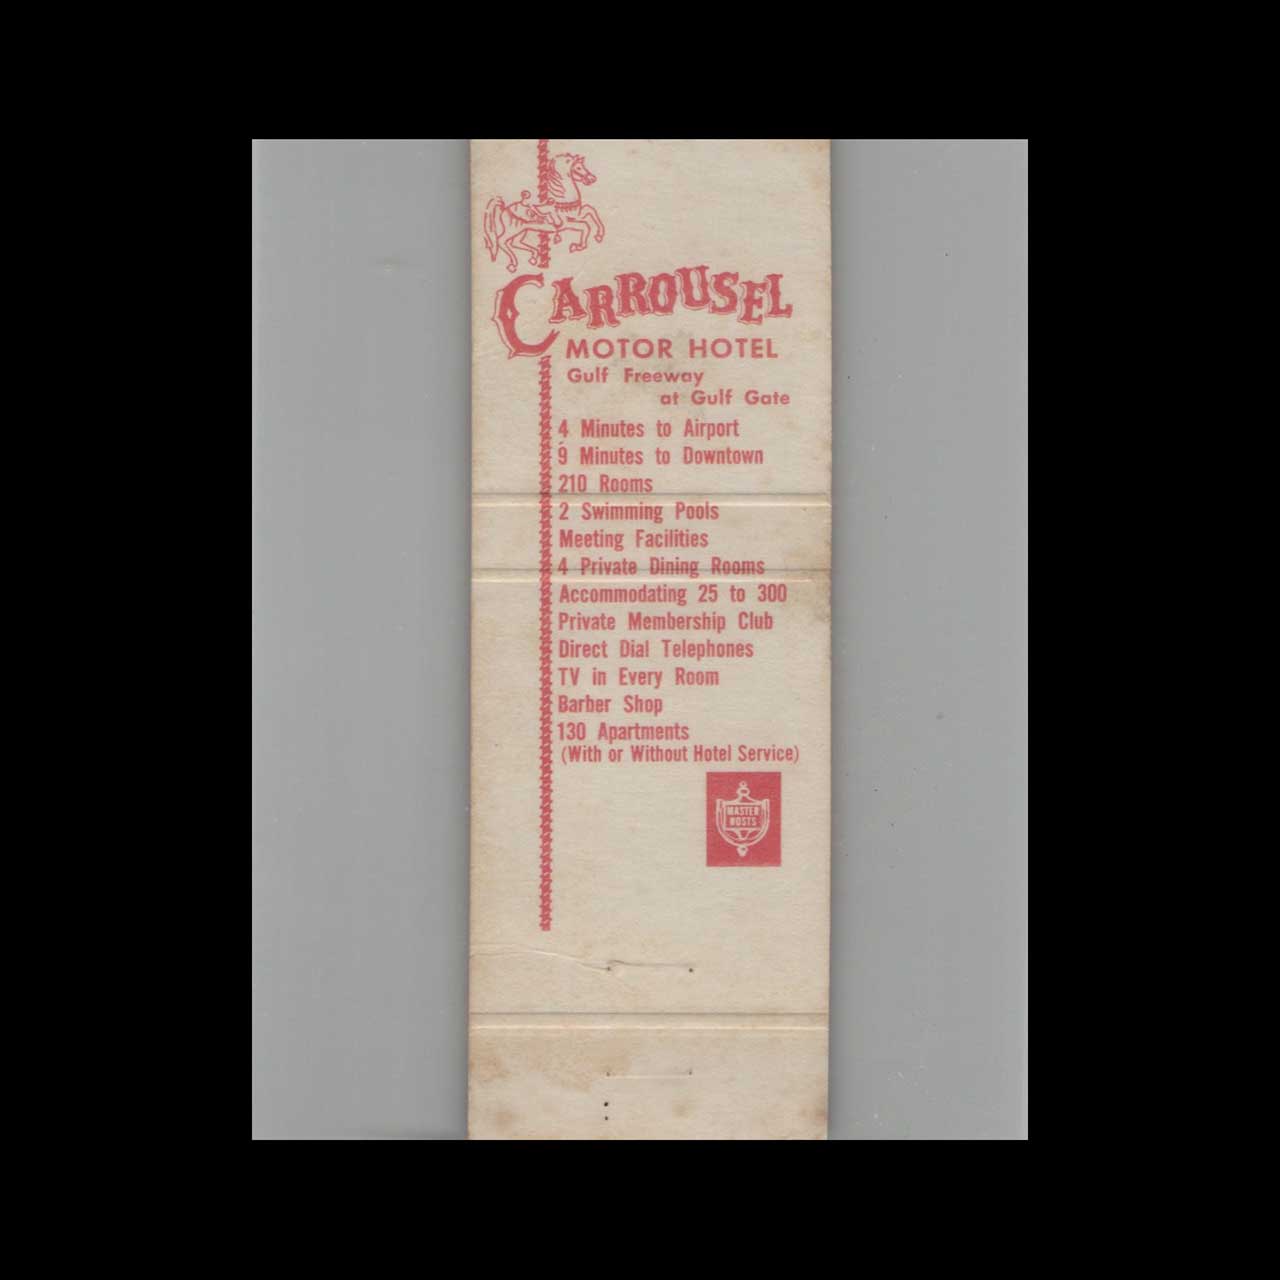 CARROUSEL
MOTOR HOTEL
Gulf Freeway
at Gulf Gate
4 Minutes to Airport
9 Minutes to Downtown
210 Rooms
2 Swimming Pools
Meeting Facilities
4 Private Dining Rooms
Accommodating 25 to 300
Private Membership Club
Direct Dial Telephones
TV in Every Room
Barber Shop
130 Apartments
(With or Without Hotel Service)
MASTER
HOSTS